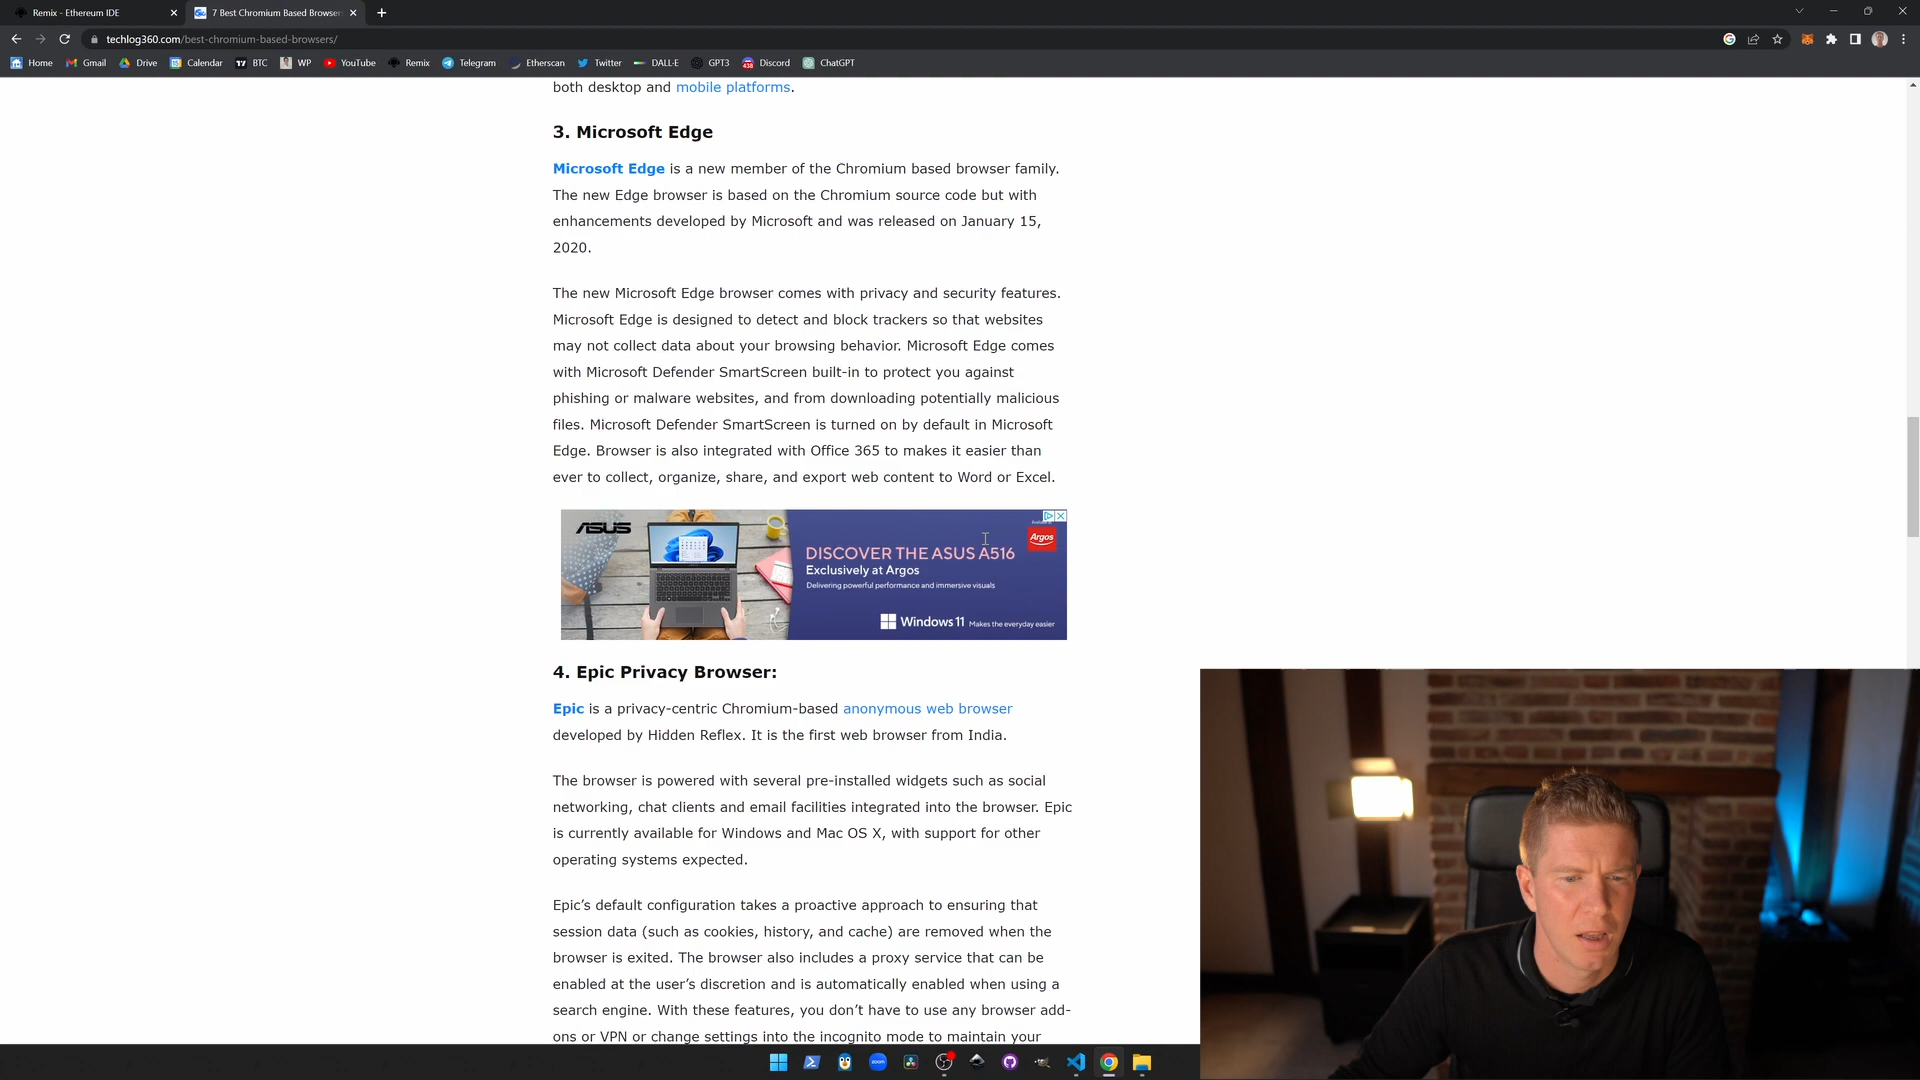 Remix - Ethereum IDE
7 Best Chromium Based Browser
techlog360.com/best-chromium-based-browsers/
Home Gmail Drive Calendar BTC WP YouTube Remix Telegram Etherscan Twitter DALL-E GPT3 438 Discord ChatGPT
both desktop and mobile platforms.
3. Microsoft Edge
Microsoft Edge is a new member of the Chromium based browser family.
The new Edge browser is based on the Chromium source code but with
enhancements developed by Microsoft and was released on January 15,
2020.
The new Microsoft Edge browser comes with privacy and security features.
Microsoft Edge is designed to detect and block trackers so that websites
may not collect data about your browsing behavior. Microsoft Edge comes
with Microsoft Defender SmartScreen built-in to protect you against
phishing or malware websites, and from downloading potentially malicious
files. Microsoft Defender SmartScreen is turned on by default in Microsoft
Edge. Browser is also integrated with Office 365 to makes it easier than
ever to collect, organize, share, and export web content to Word or Excel.
ASUS
Argos
DISCOVER THE ASUS A516
Exclusively at Argos
Delivering powerful performance and immersive visuals
Windows 11 Makes the everyday easier
4. Epic Privacy Browser:
Epic is a privacy-centric Chromium-based anonymous web browser
developed by Hidden Reflex. It is the first web browser from India.
The browser is powered with several pre-installed widgets such as social
networking, chat clients and email facilities integrated into the browser. Epic
is currently available for Windows and Mac OS X, with support for other
operating systems expected.
Epic’s default configuration takes a proactive approach to ensuring that
session data (such as cookies, history, and cache) are removed when the
browser is exited. The browser also includes a proxy service that can be
enabled at the user’s discretion and is automatically enabled when using a
search engine. With these features, you don’t have to use any browser add-
ons or VPN or change settings into the incognito mode to maintain your
zoom